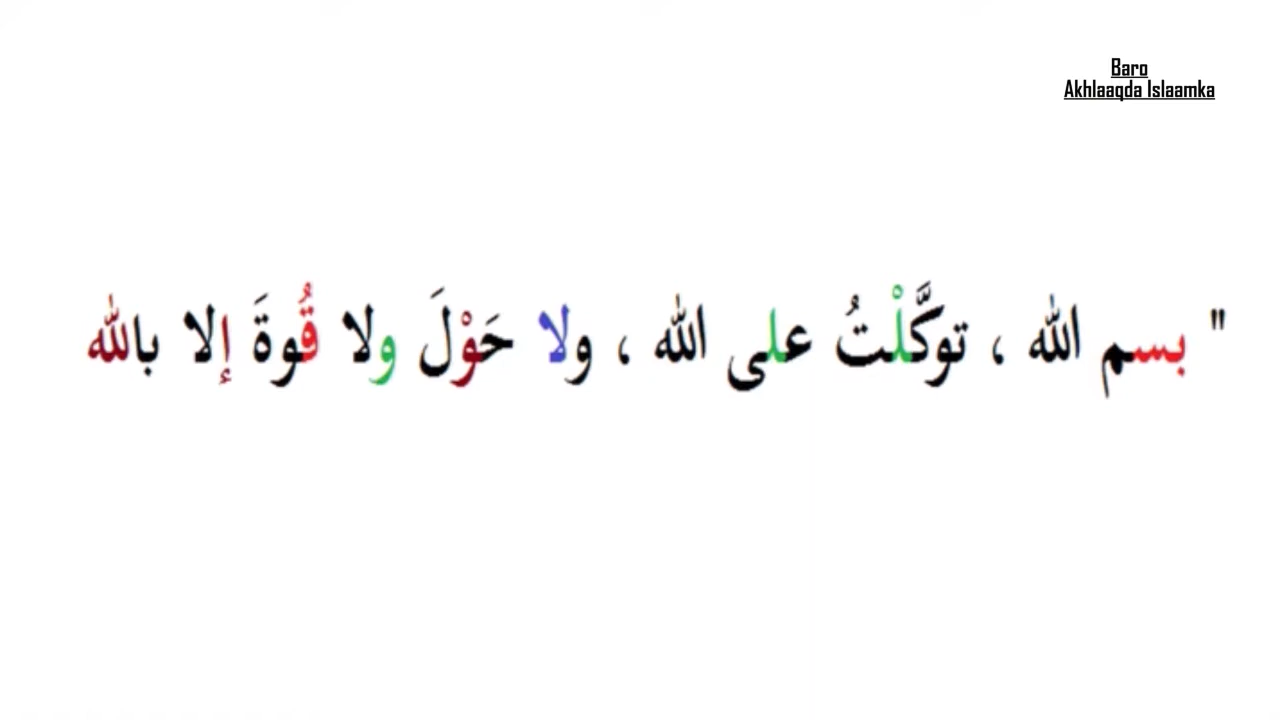 Baro
Akhlaaqda Islaamka
" بسم الله ، توكَّلْتُ على الله ، ولا حَوْلَ ولا قُوةَ إلا بالله